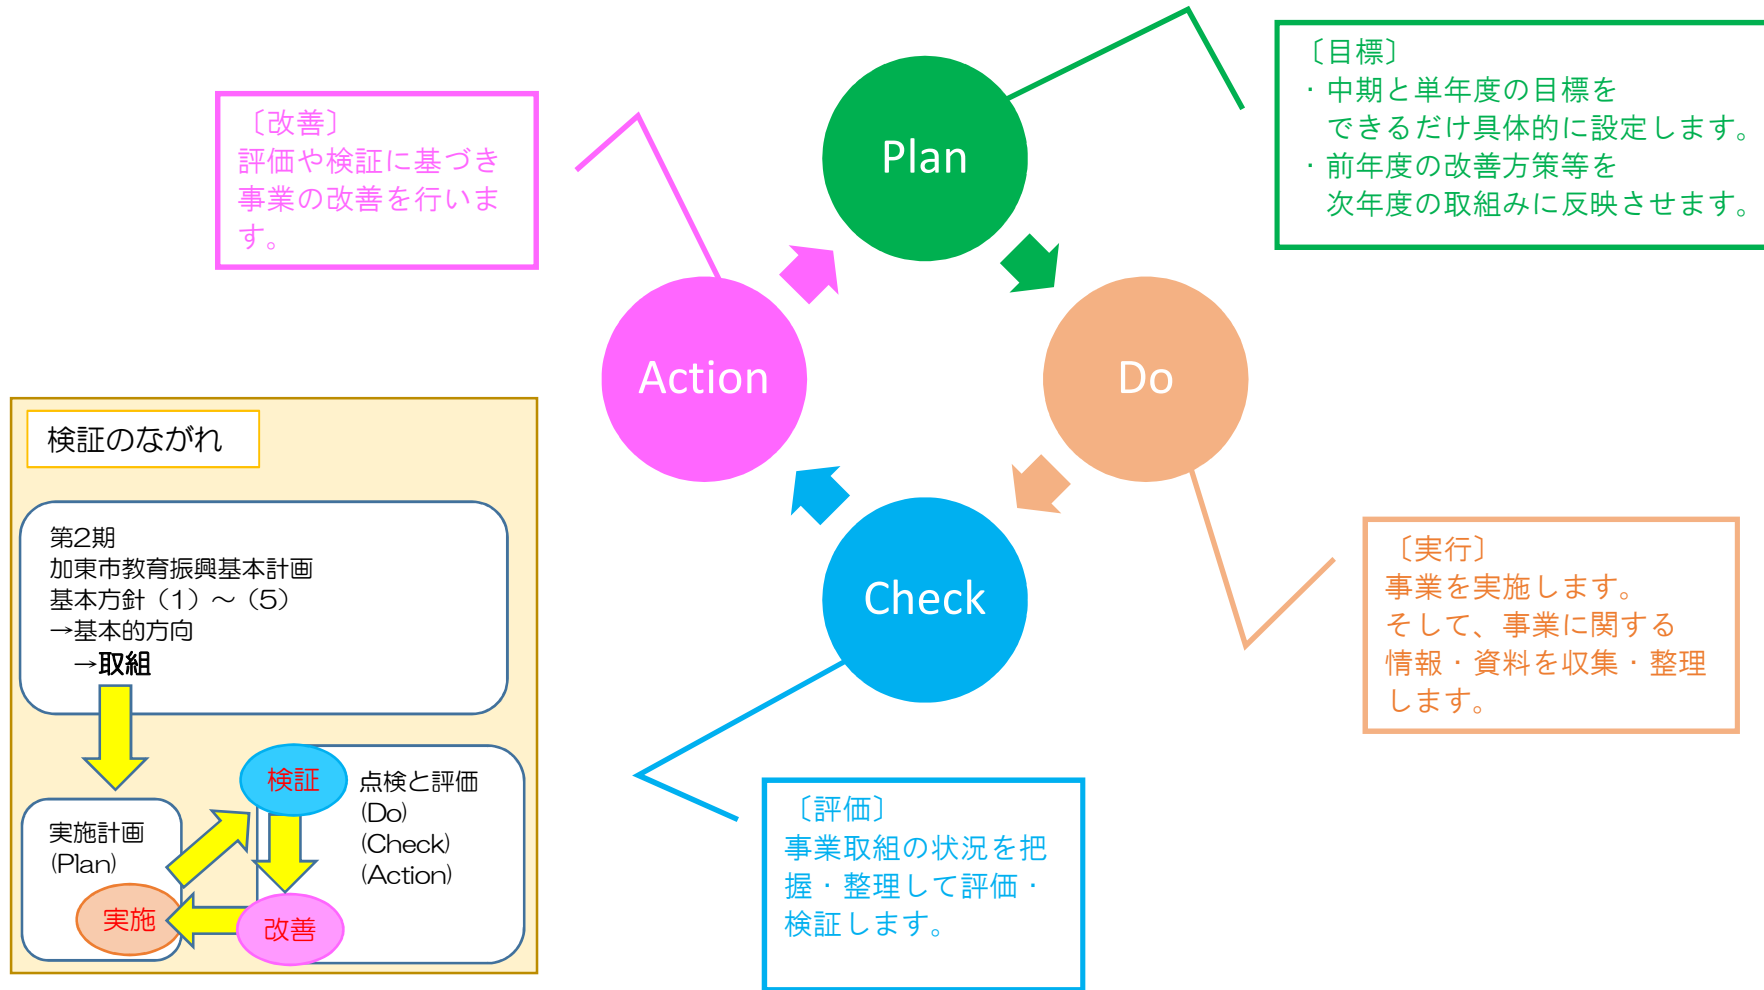 Plan
〔目標〕
・中期と単年度の目標を
できるだけ具体的に設定します。
・前年度の改善方策等を
次年度の取組みに反映させます。
〔改善〕
評価や検証に基づき
事業の改善を行いま
す。
Action
Do
Check
〔実行〕
事業を実施します。
そして、事業に関する
情報・資料を収集・整理
します。
〔評価〕
事業取組の状況を把
握・整理して評価・
検証します。
検証のながれ
第2期
加東市教育振興基本計画
基本方針（1）～（5）
→基本的方向
→取組
検証
点検と評価
(Do)
(Check)
(Action)
実施計画
(Plan)
実施
改善